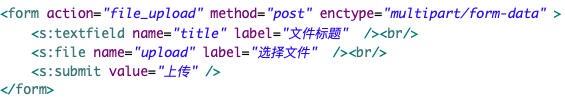 <form action="file_upload" method="post" enctype="multipart/form-data" >
<s:textfield name="title" label="文件标题"  /><br/>
<s:file name="upload" label="选择文件"  /><br/>
<s:submit value="上传" />
</form>